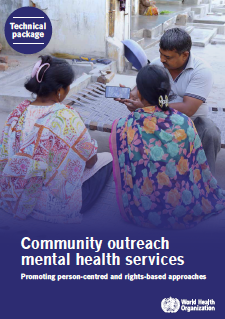 Technical
package
Community outreach
mental health services
Promoting person-centred and rights-based approaches
World Health
Organization